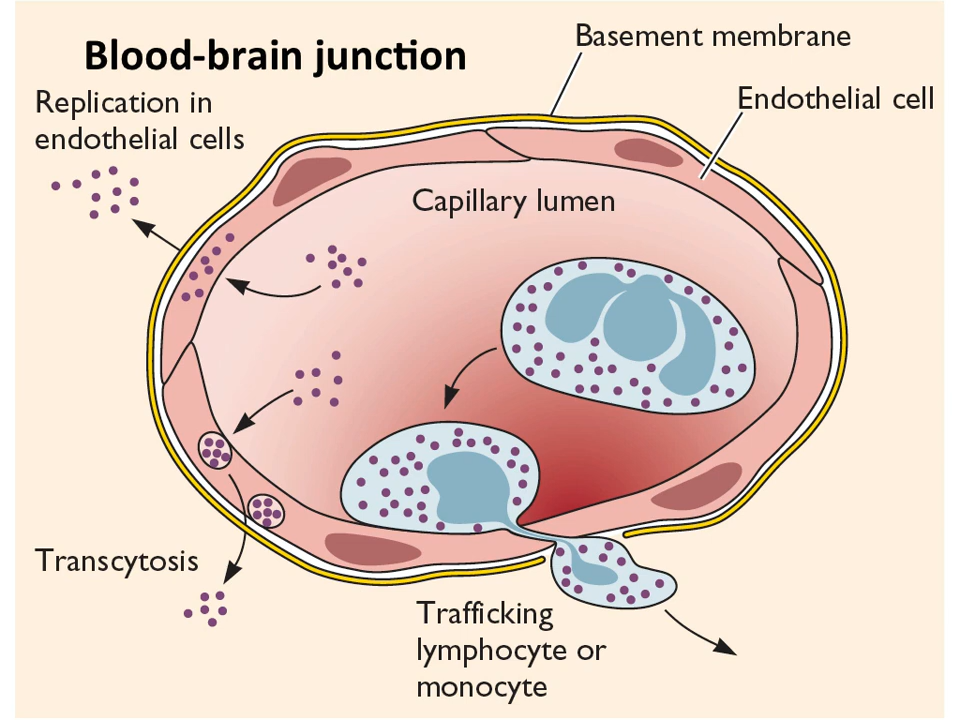 Blood-brain junction
Basement membrane
Endothelial cell
Replication in
endothelial cells
Capillary lumen
Transcytosis
Trafficking
lymphocyte or
monocyte